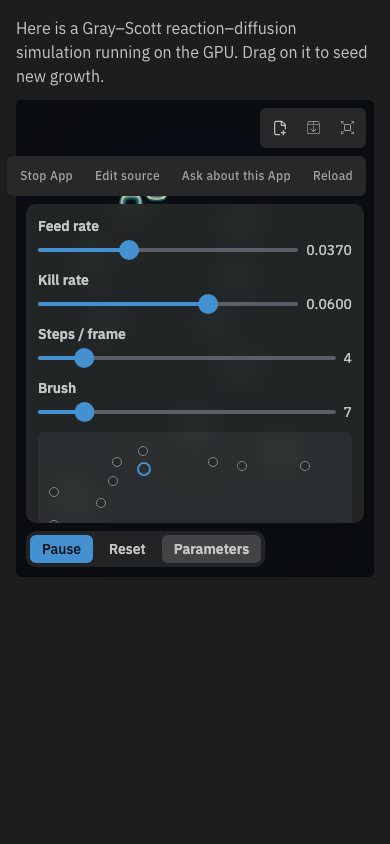 Here is a Gray–Scott reaction–diffusion
simulation running on the GPU. Drag on it to seed
new growth.
Stop App Edit source Ask about this App Reload
Feed rate
0.0370
Kill rate
0.0600
Steps / frame
4
Brush
7
Pause Reset Parameters